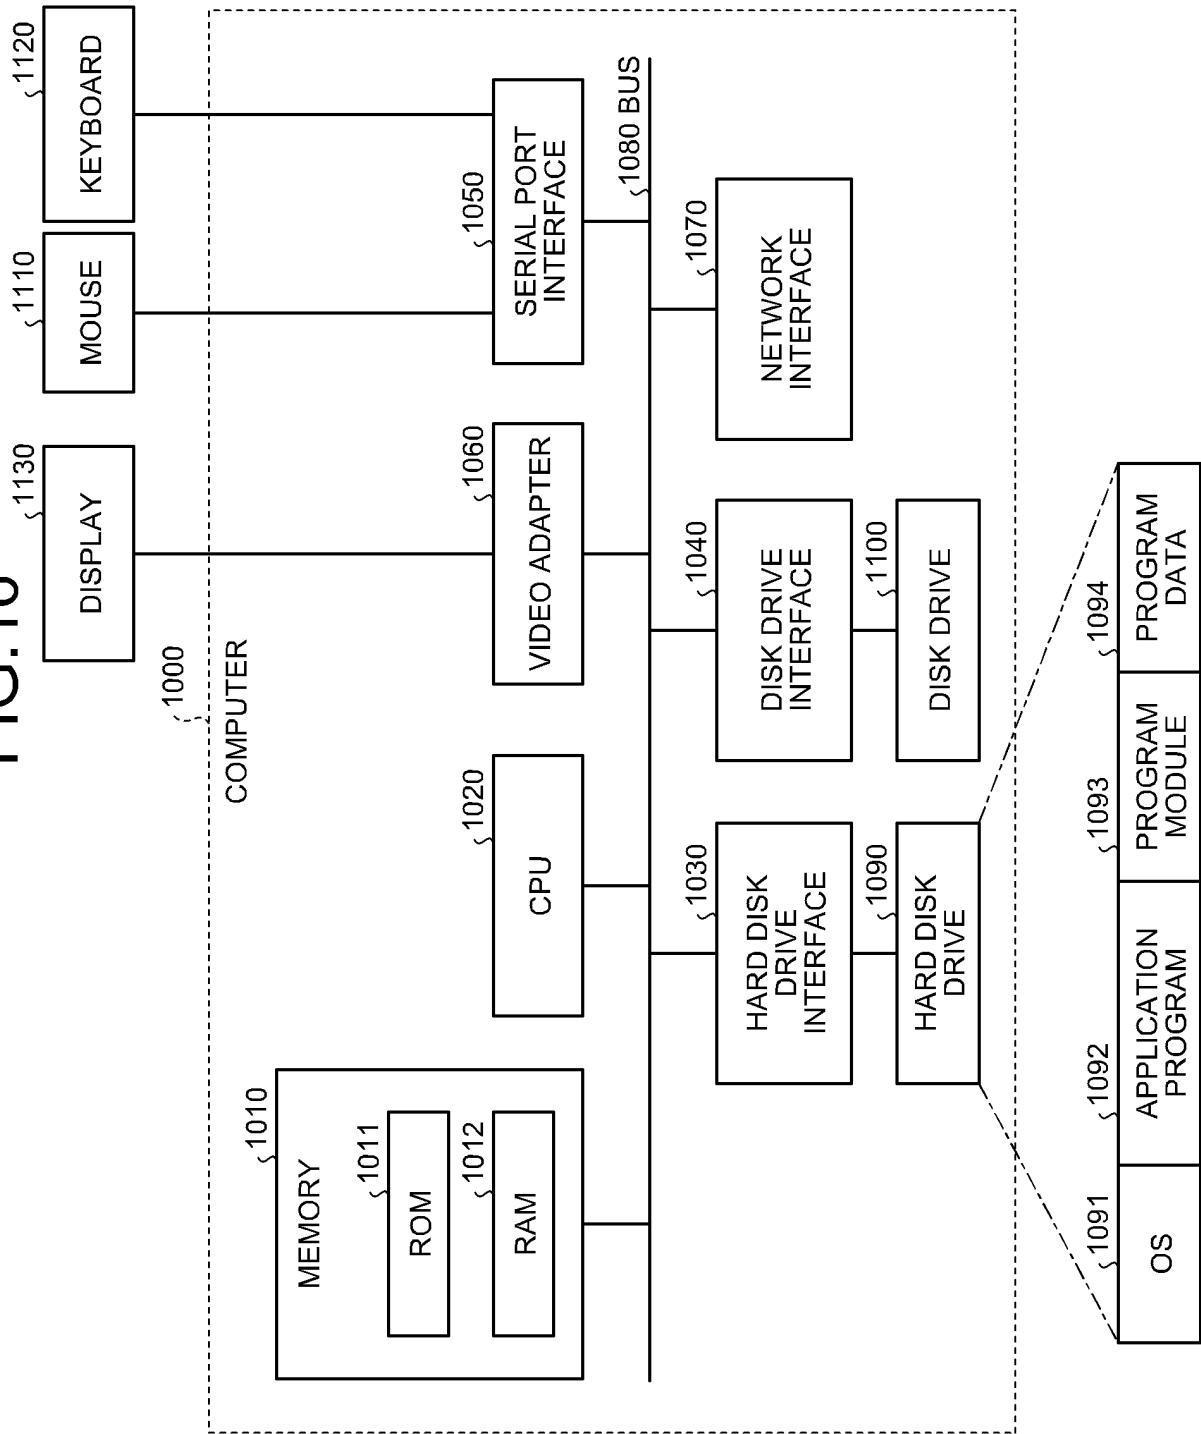 1130
1110
1120
DISPLAY
MOUSE
KEYBOARD
1000
COMPUTER
1010
MEMORY
1011
ROM
1012
RAM
1020
CPU
1060
VIDEO ADAPTER
1050
SERIAL PORT
INTERFACE
1080 BUS
1030
HARD DISK
DRIVE
INTERFACE
1040
DISK DRIVE
INTERFACE
1070
NETWORK
INTERFACE
1090
HARD DISK
DRIVE
1100
DISK DRIVE
1091
OS
1092
APPLICATION
PROGRAM
1093
PROGRAM
MODULE
1094
PROGRAM
DATA